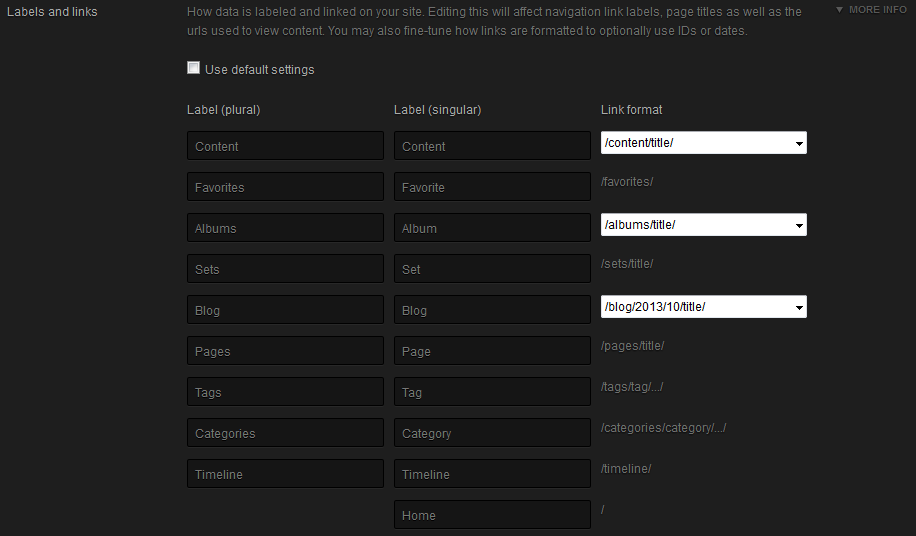 Labels and links
How data is labeled and linked on your site. Editing this will affect navigation link labels, page titles as well as the
urls used to view content. You may also fine-tune how links are formatted to optionally use IDs or dates.
▼ MORE INFO
Use default settings
Label (plural) Label (singular) Link format
Content Content /content/title/
Favorites Favorite /favorites/
Albums Album /albums/title/
Sets Set /sets/title/
Blog Blog /blog/2013/10/title/
Pages Page /pages/title/
Tags Tag /tags/tag/.../
Categories Category /categories/category/.../
Timeline Timeline /timeline/
Home /